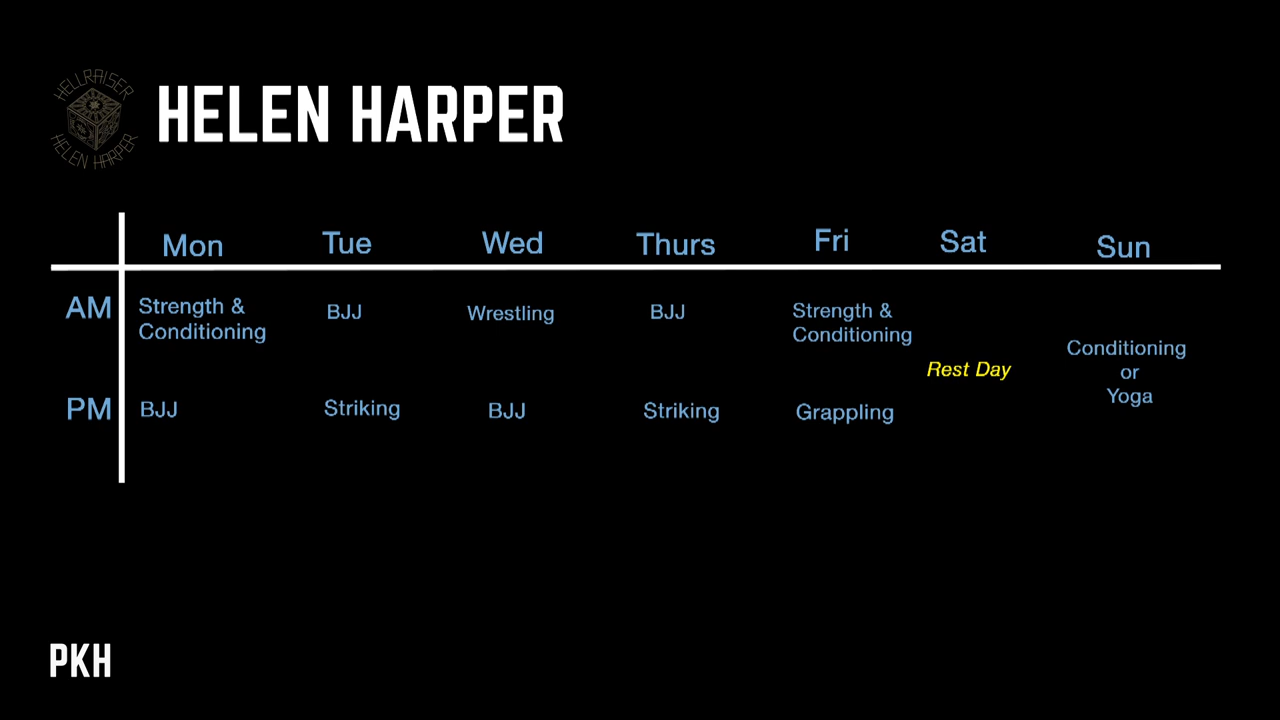 HELLRAISER
HELEN HARPER
HELEN HARPER
Mon Tue Wed Thurs Fri Sat Sun
AM
Strength &
Conditioning
BJJ
Wrestling
BJJ
Strength &
Conditioning
Rest Day
Conditioning
or
Yoga
PM
BJJ
Striking
BJJ
Striking
Grappling
PKH